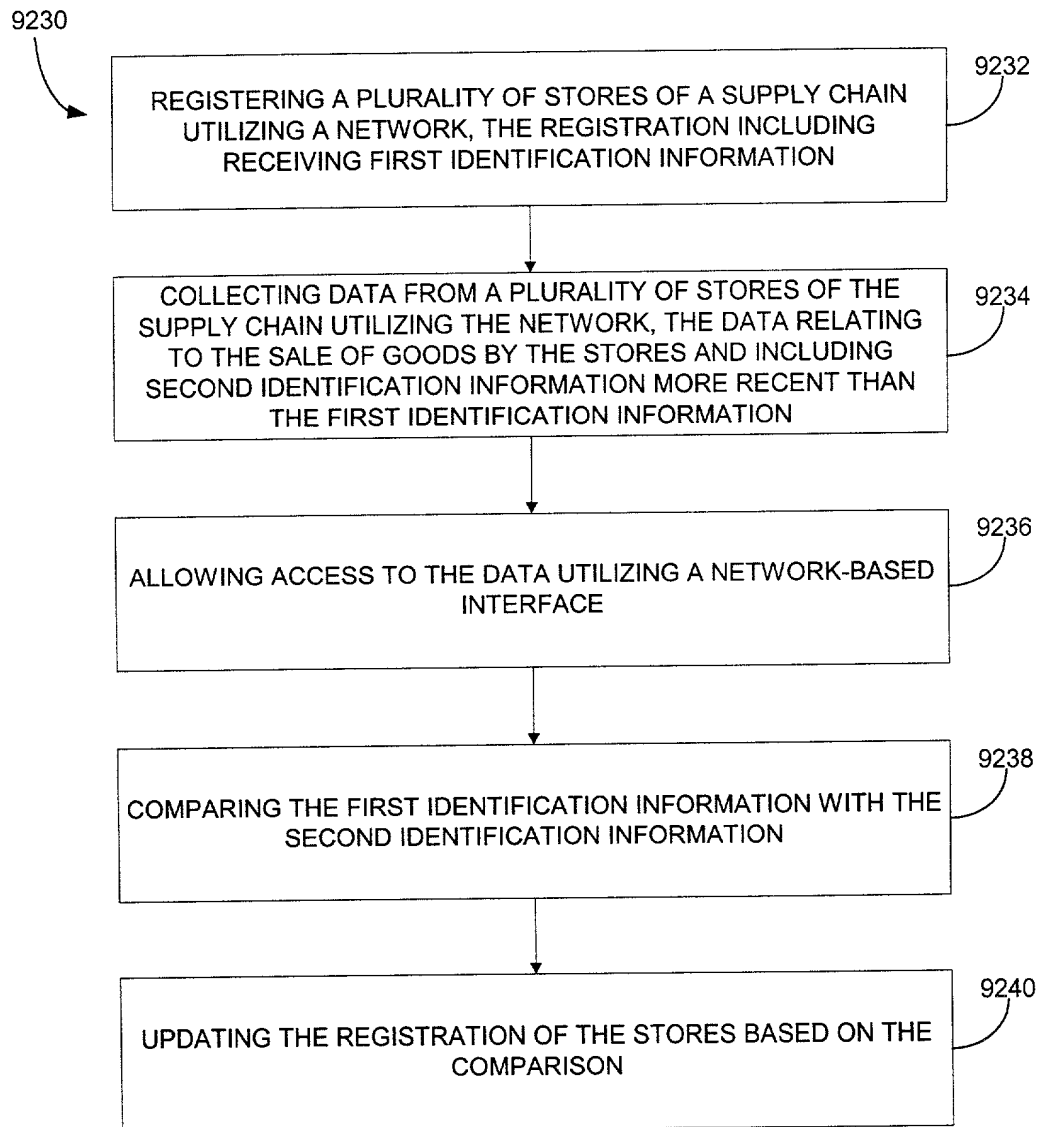 9230
9232
REGISTERING A PLURALITY OF STORES OF A SUPPLY CHAIN
UTILIZING A NETWORK, THE REGISTRATION INCLUDING
RECEIVING FIRST IDENTIFICATION INFORMATION
9234
COLLECTING DATA FROM A PLURALITY OF STORES OF THE
SUPPLY CHAIN UTILIZING THE NETWORK, THE DATA RELATING
TO THE SALE OF GOODS BY THE STORES AND INCLUDING
SECOND IDENTIFICATION INFORMATION MORE RECENT THAN
THE FIRST IDENTIFICATION INFORMATION
9236
ALLOWING ACCESS TO THE DATA UTILIZING A NETWORK-BASED
INTERFACE
9238
COMPARING THE FIRST IDENTIFICATION INFORMATION WITH THE
SECOND IDENTIFICATION INFORMATION
9240
UPDATING THE REGISTRATION OF THE STORES BASED ON THE
COMPARISON